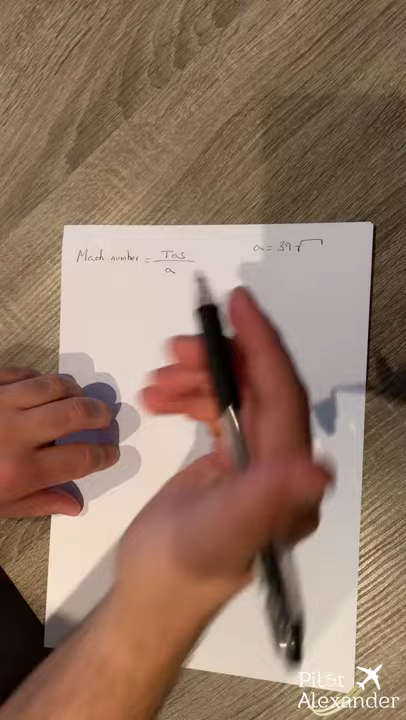 Mach number = Tas / a
a = 39√
Pilot
Alexander